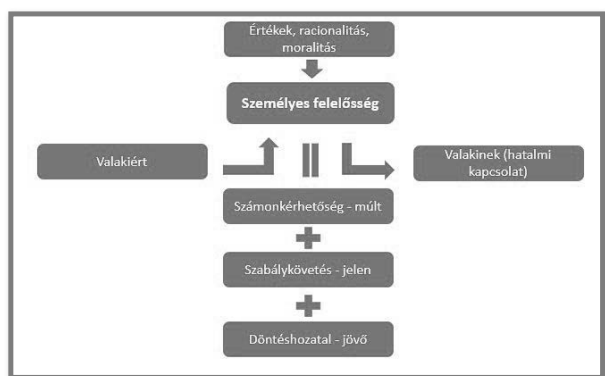 Értékek, racionalitás,
moralitás
Személyes felelősség
Valakiért
Valakinek (hatalmi
kapcsolat)
Számonkérhetőség - múlt
Szabálykövetés - jelen
Döntéshozatal - jövő